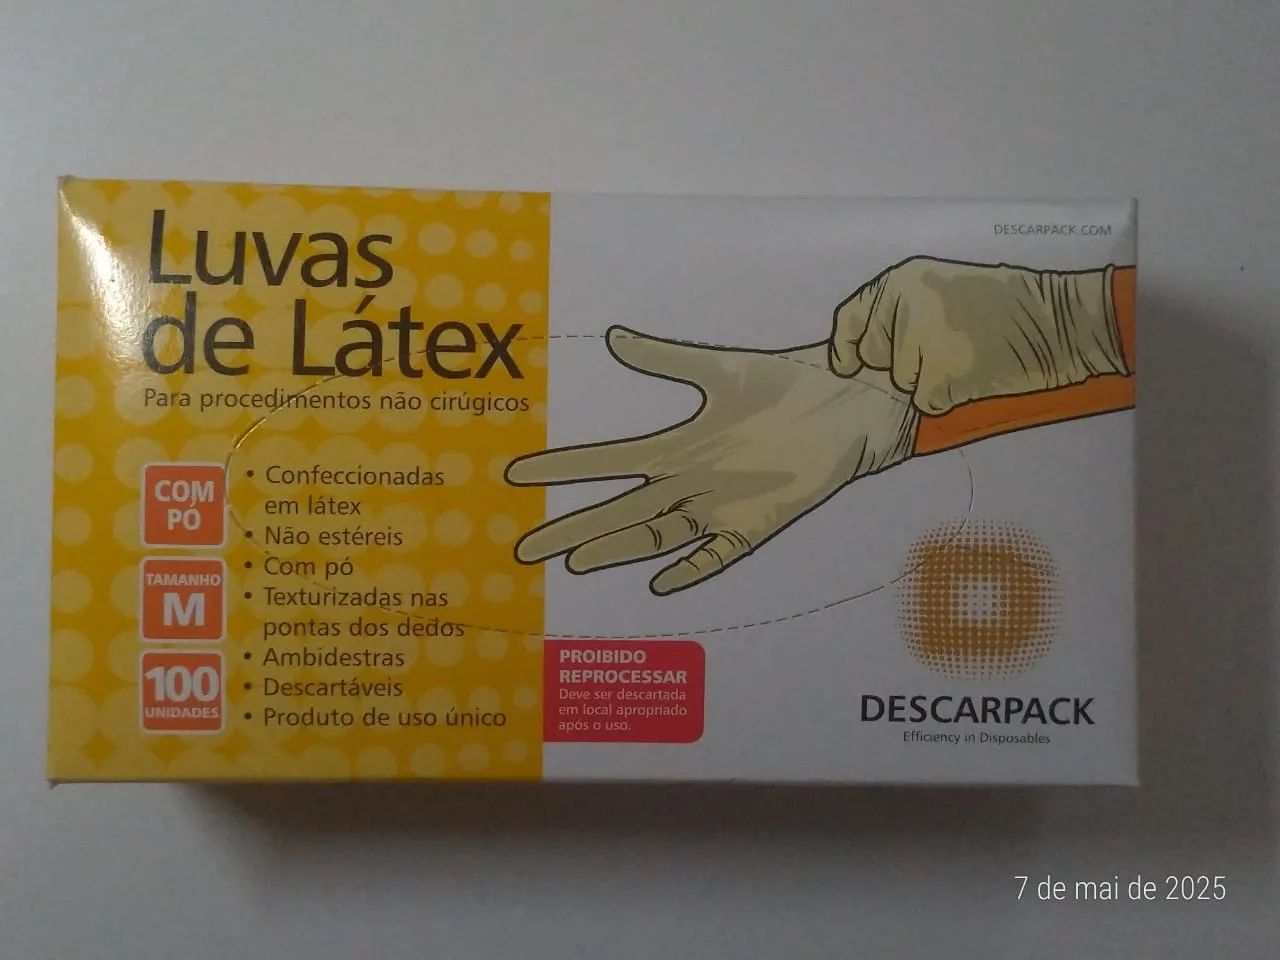 Luvas
de Látex
Para procedimentos não cirúgicos
COM
PÓ
TAMANHO
M
100
UNIDADES
• Confeccionadas
em látex
• Não estéreis
• Com pó
• Texturizadas nas
pontas dos dedos
• Ambidestras
• Descartáveis
• Produto de uso único
PROIBIDO
REPROCESSAR
Deve ser descartada
em local apropriado
após o uso.
DESCARPACK.COM
DESCARPACK
Efficiency in Disposables
7 de mai de 2025